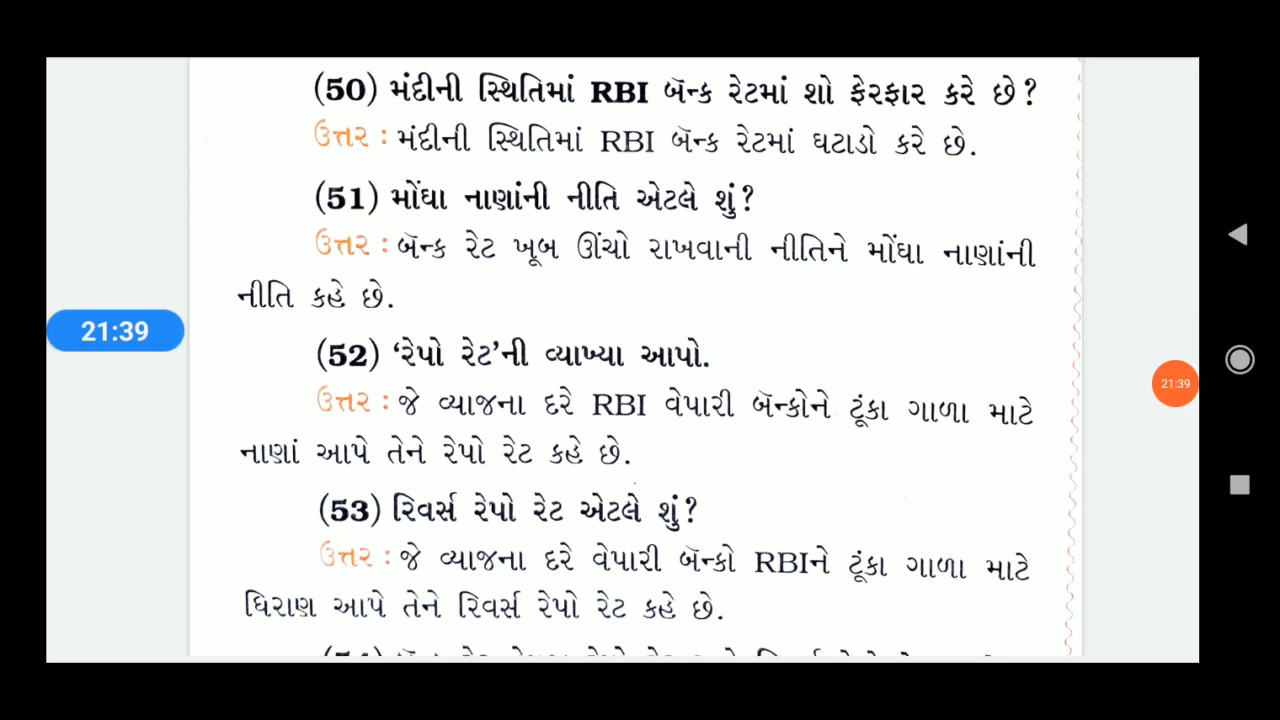 (50) મંદીની સ્થિતિમાં RBI બૅન્ક રેટમાં શો ફેરફાર કરે છે?
ઉત્તર : મંદીની સ્થિતિમાં RBI બૅન્ક રેટમાં ઘટાડો કરે છે.
(51) મોંઘા નાણાંની નીતિ એટલે શું?
ઉત્તર : બૅન્ક રેટ ખૂબ ઊંચો રાખવાની નીતિને મોંઘા નાણાંની
નીતિ કહે છે.
21:39
(52) ‘રેપો રેટ’ની વ્યાખ્યા આપો.
21:39
ઉત્તર : જે વ્યાજના દરે RBI વેપારી બૅન્કોને ટૂંકા ગાળા માટે
નાણાં આપે તેને રેપો રેટ કહે છે.
(53) રિવર્સ રેપો રેટ એટલે શું?
ઉત્તર : જે વ્યાજના દરે વેપારી બૅન્કો RBIને ટૂંકા ગાળા માટે
ધિરાણ આપે તેને રિવર્સ રેપો રેટ કહે છે.